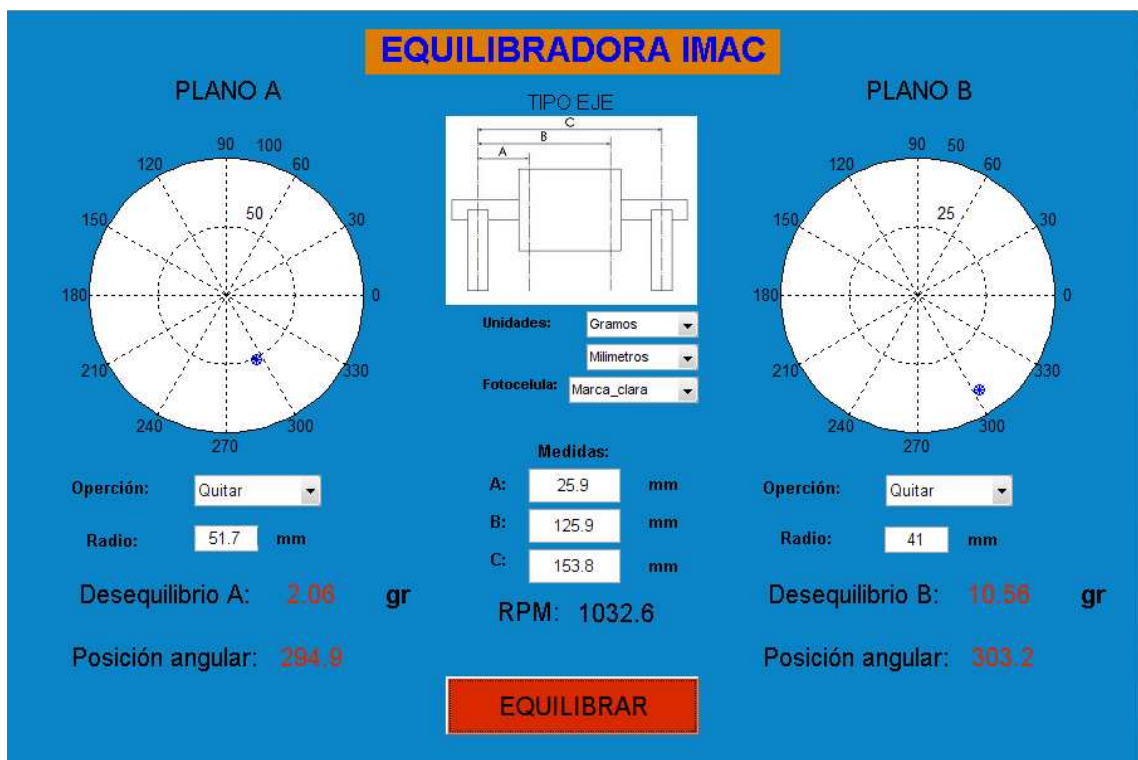 EQUILIBRADORA IMAC
PLANO A
TIPO EJE
PLANO B
90 100
120 60
150 50 30
180 0
210 330
240 300
270
C
B
A
90 50
120 60
150 25 30
180 0
210 330
240 300
270
Unidades: Gramos
Milimetros
Fotocelula: Marca_clara
Operción: Quitar
Radio: 51.7 mm
Desequilibrio A: 2.06 gr
Posición angular: 294.9
Medidas:
A: 25.9 mm
B: 125.9 mm
C: 153.8 mm
RPM: 1032.6
EQUILIBRAR
Operción: Quitar
Radio: 41 mm
Desequilibrio B: 10.56 gr
Posición angular: 303.2